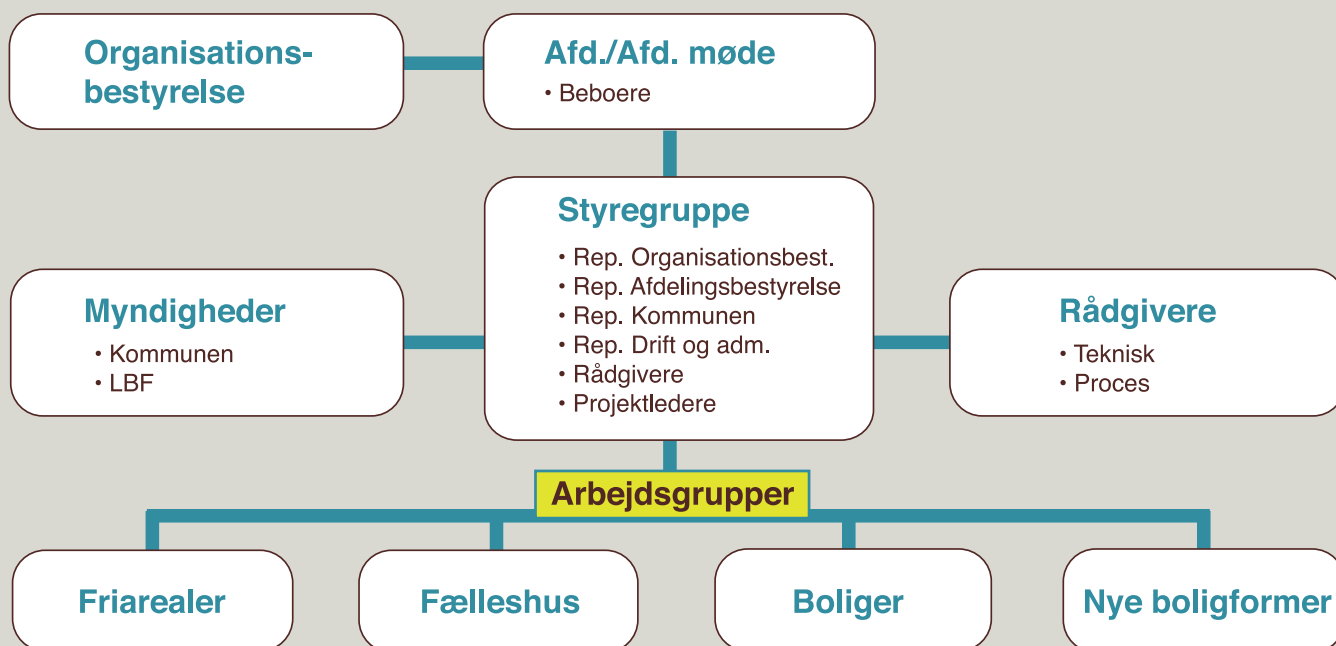 Organisations-
bestyrelse
Afd./Afd. møde
• Beboere
Styregruppe
• Rep. Organisationsbest.
• Rep. Afdelingsbestyrelse
• Rep. Kommunen
• Rep. Drift og adm.
• Rådgivere
• Projektledere
Myndigheder
• Kommunen
• LBF
Rådgivere
• Teknisk
• Proces
Arbejdsgrupper
Friarealer
Fælleshus
Boliger
Nye boligformer